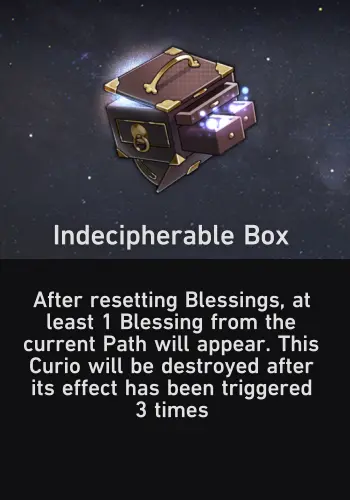 Indecipherable Box
After resetting Blessings, at
least 1 Blessing from the
current Path will appear. This
Curio will be destroyed after
its effect has been triggered
3 times